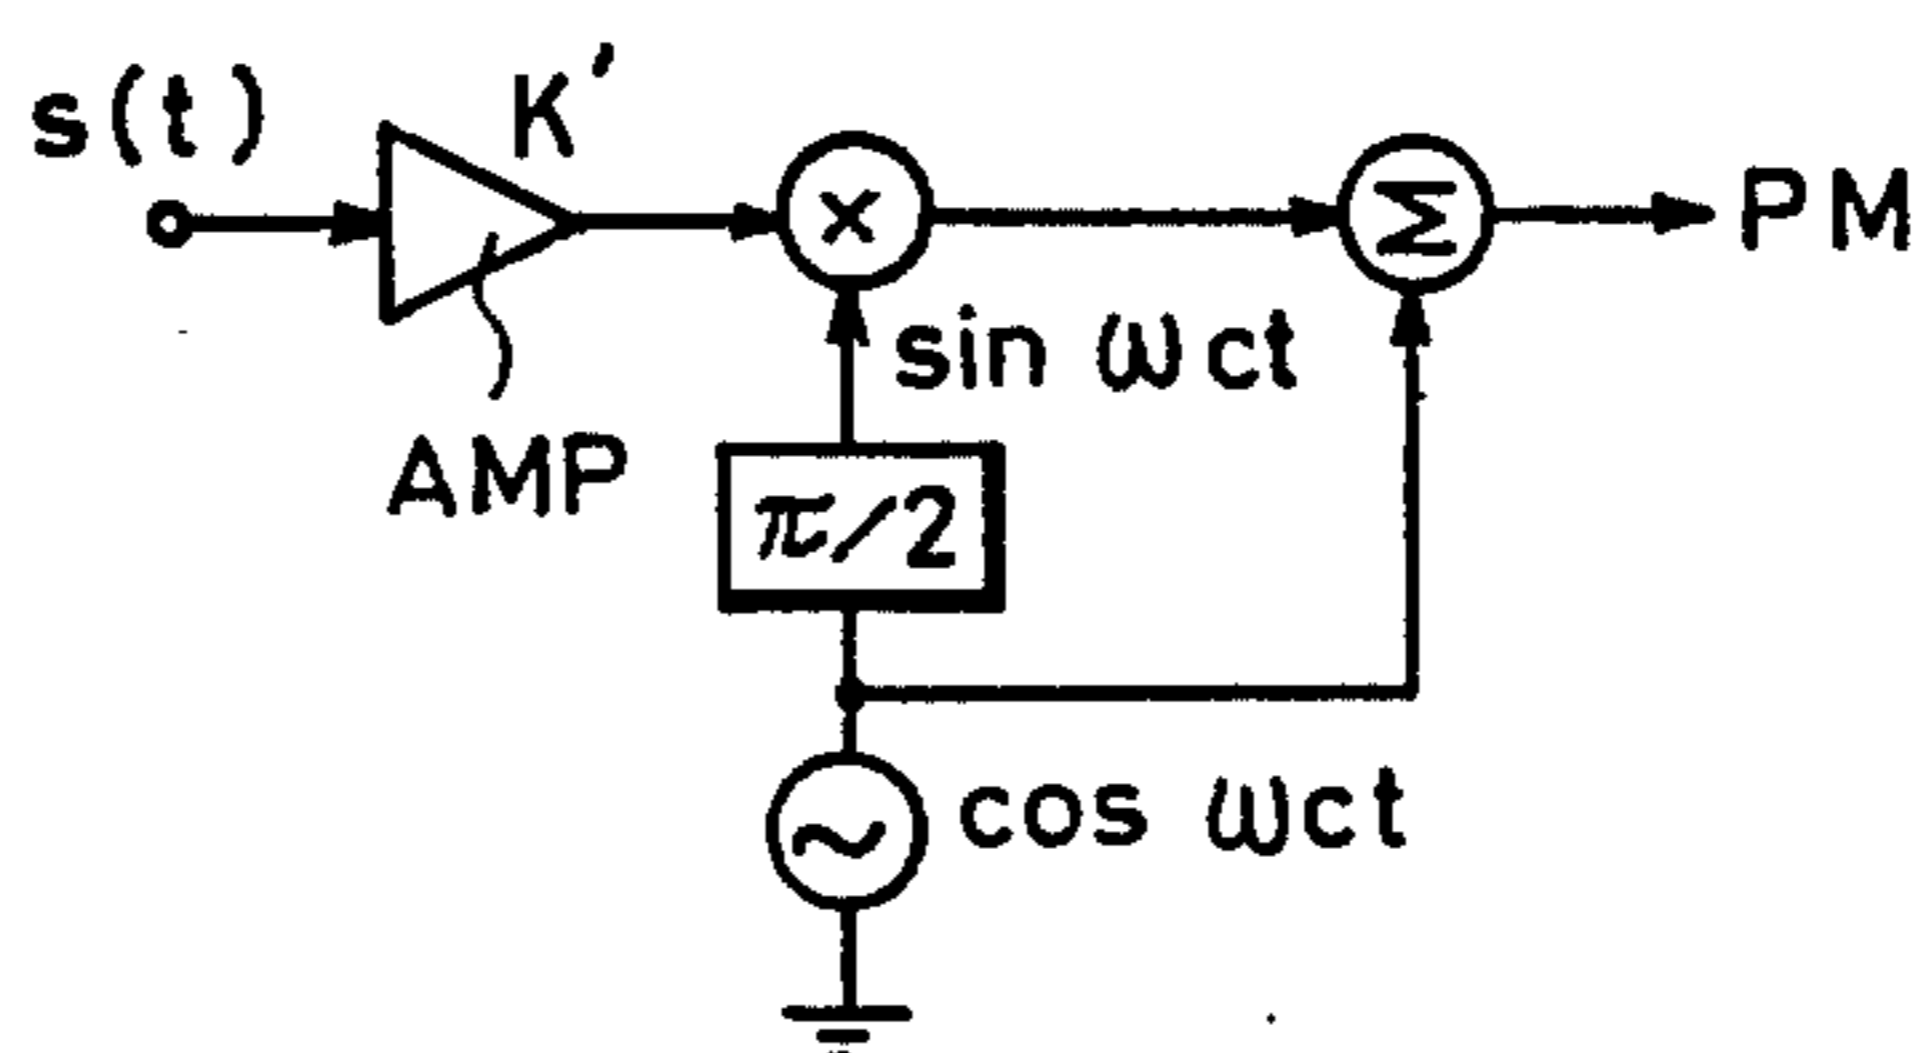 s(t)
K'
×
Σ
PM
sin ωct
AMP
π/2
~
cos ωct